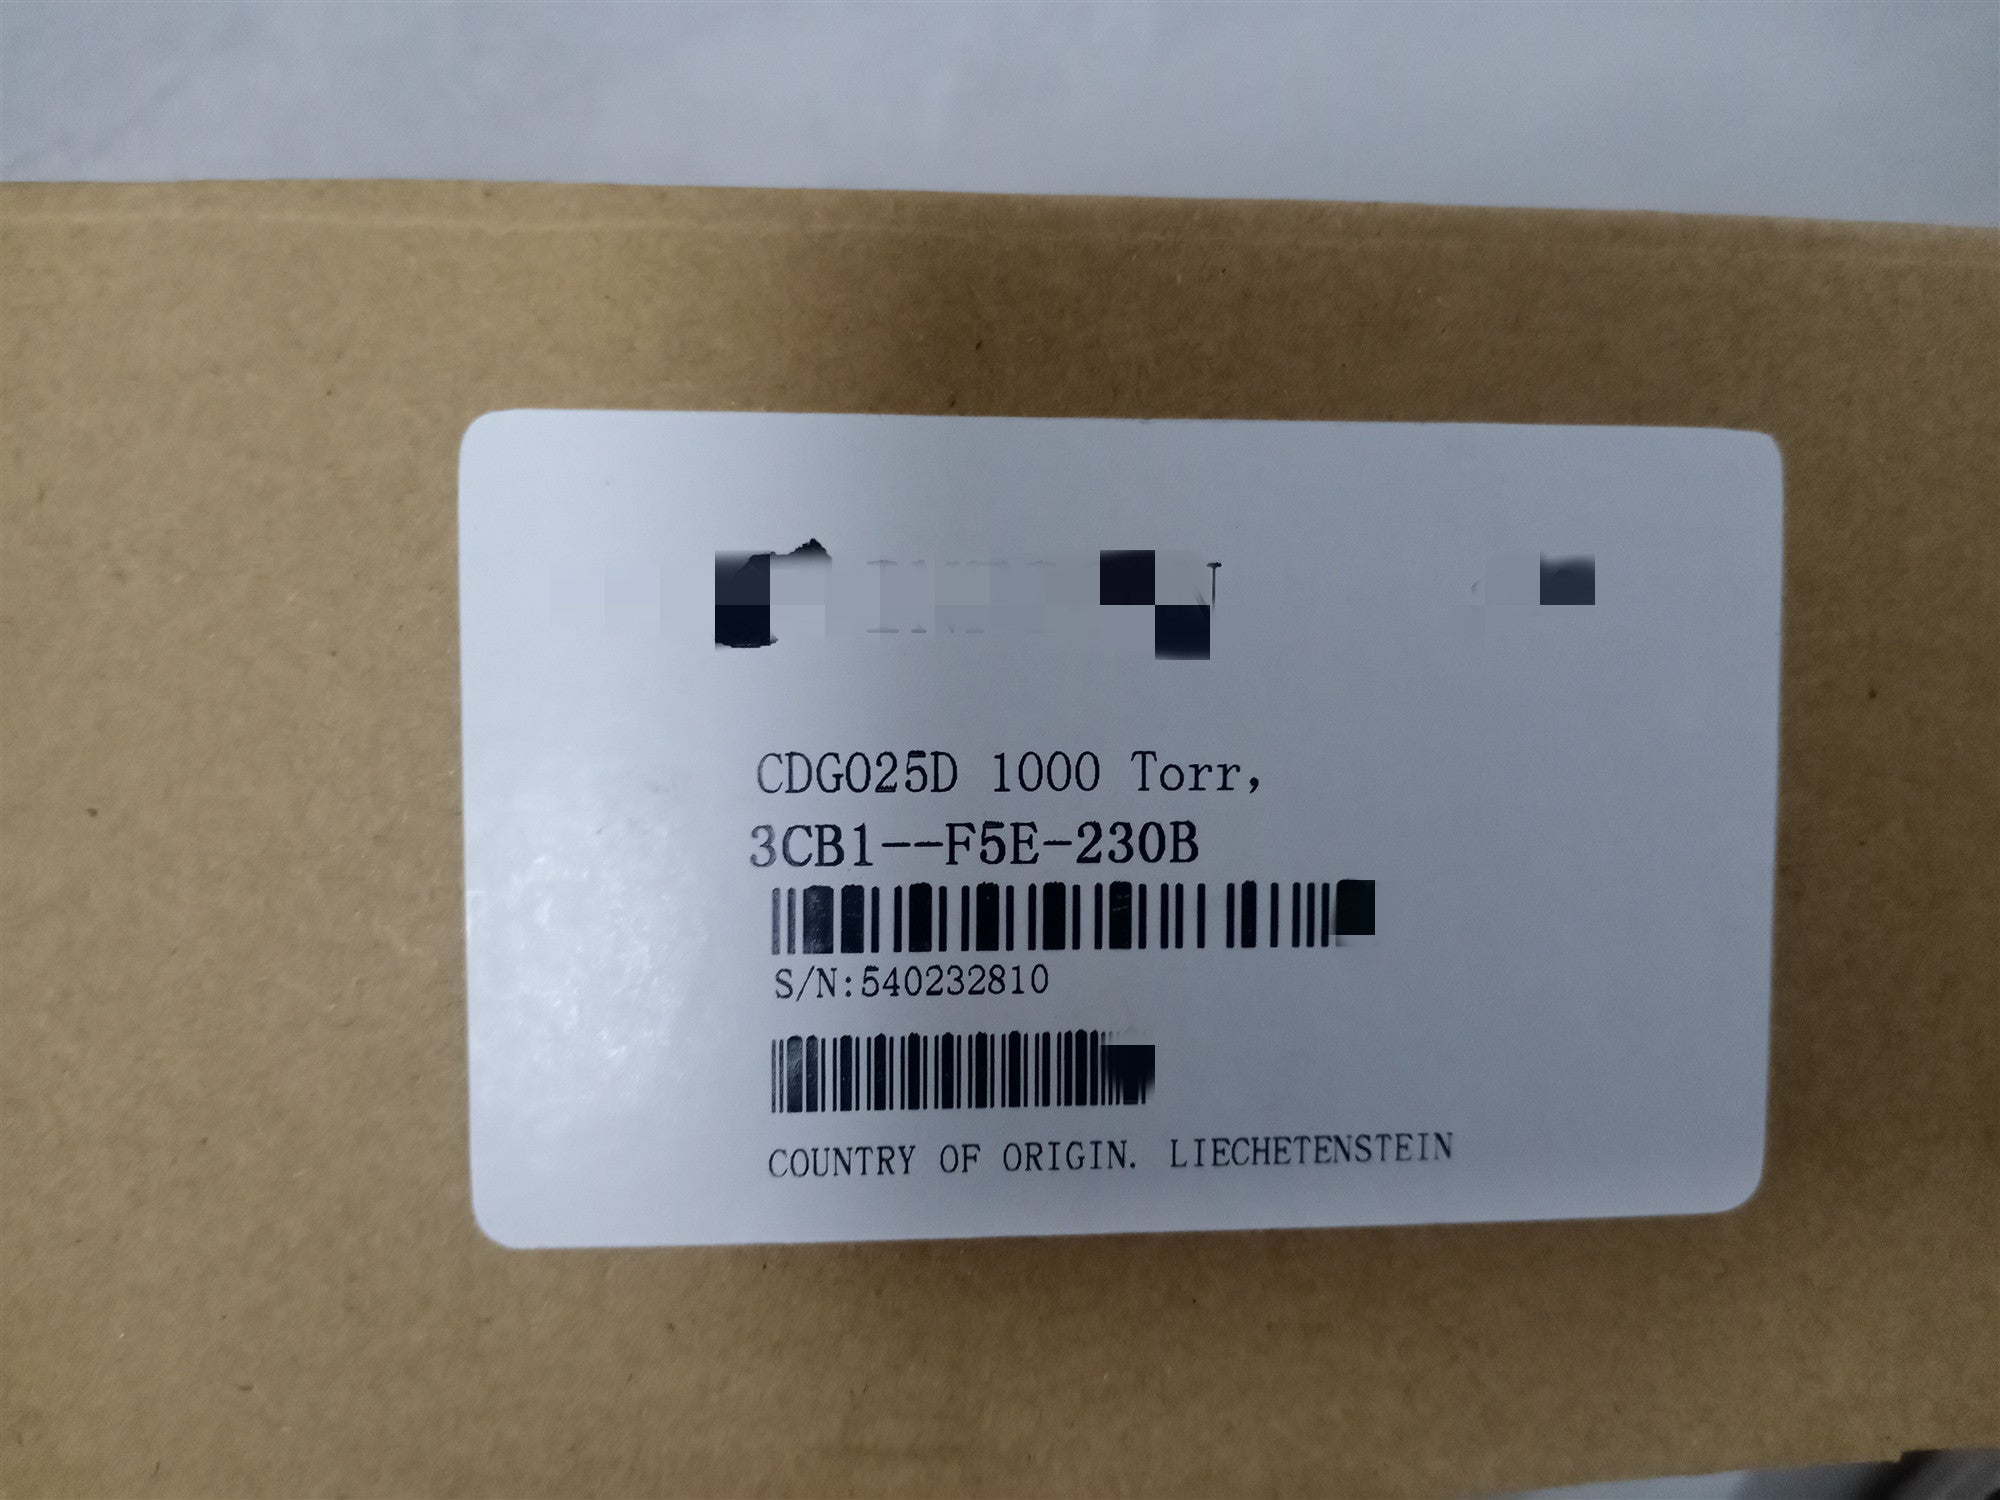 CDG025D 1000 Torr,
3CB1--F5E-230B
S/N:540232810
COUNTRY OF ORIGIN. LIECHETENSTEIN